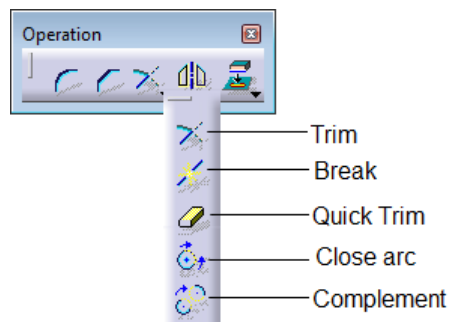 Operation
Trim
Break
Quick Trim
Close arc
Complement